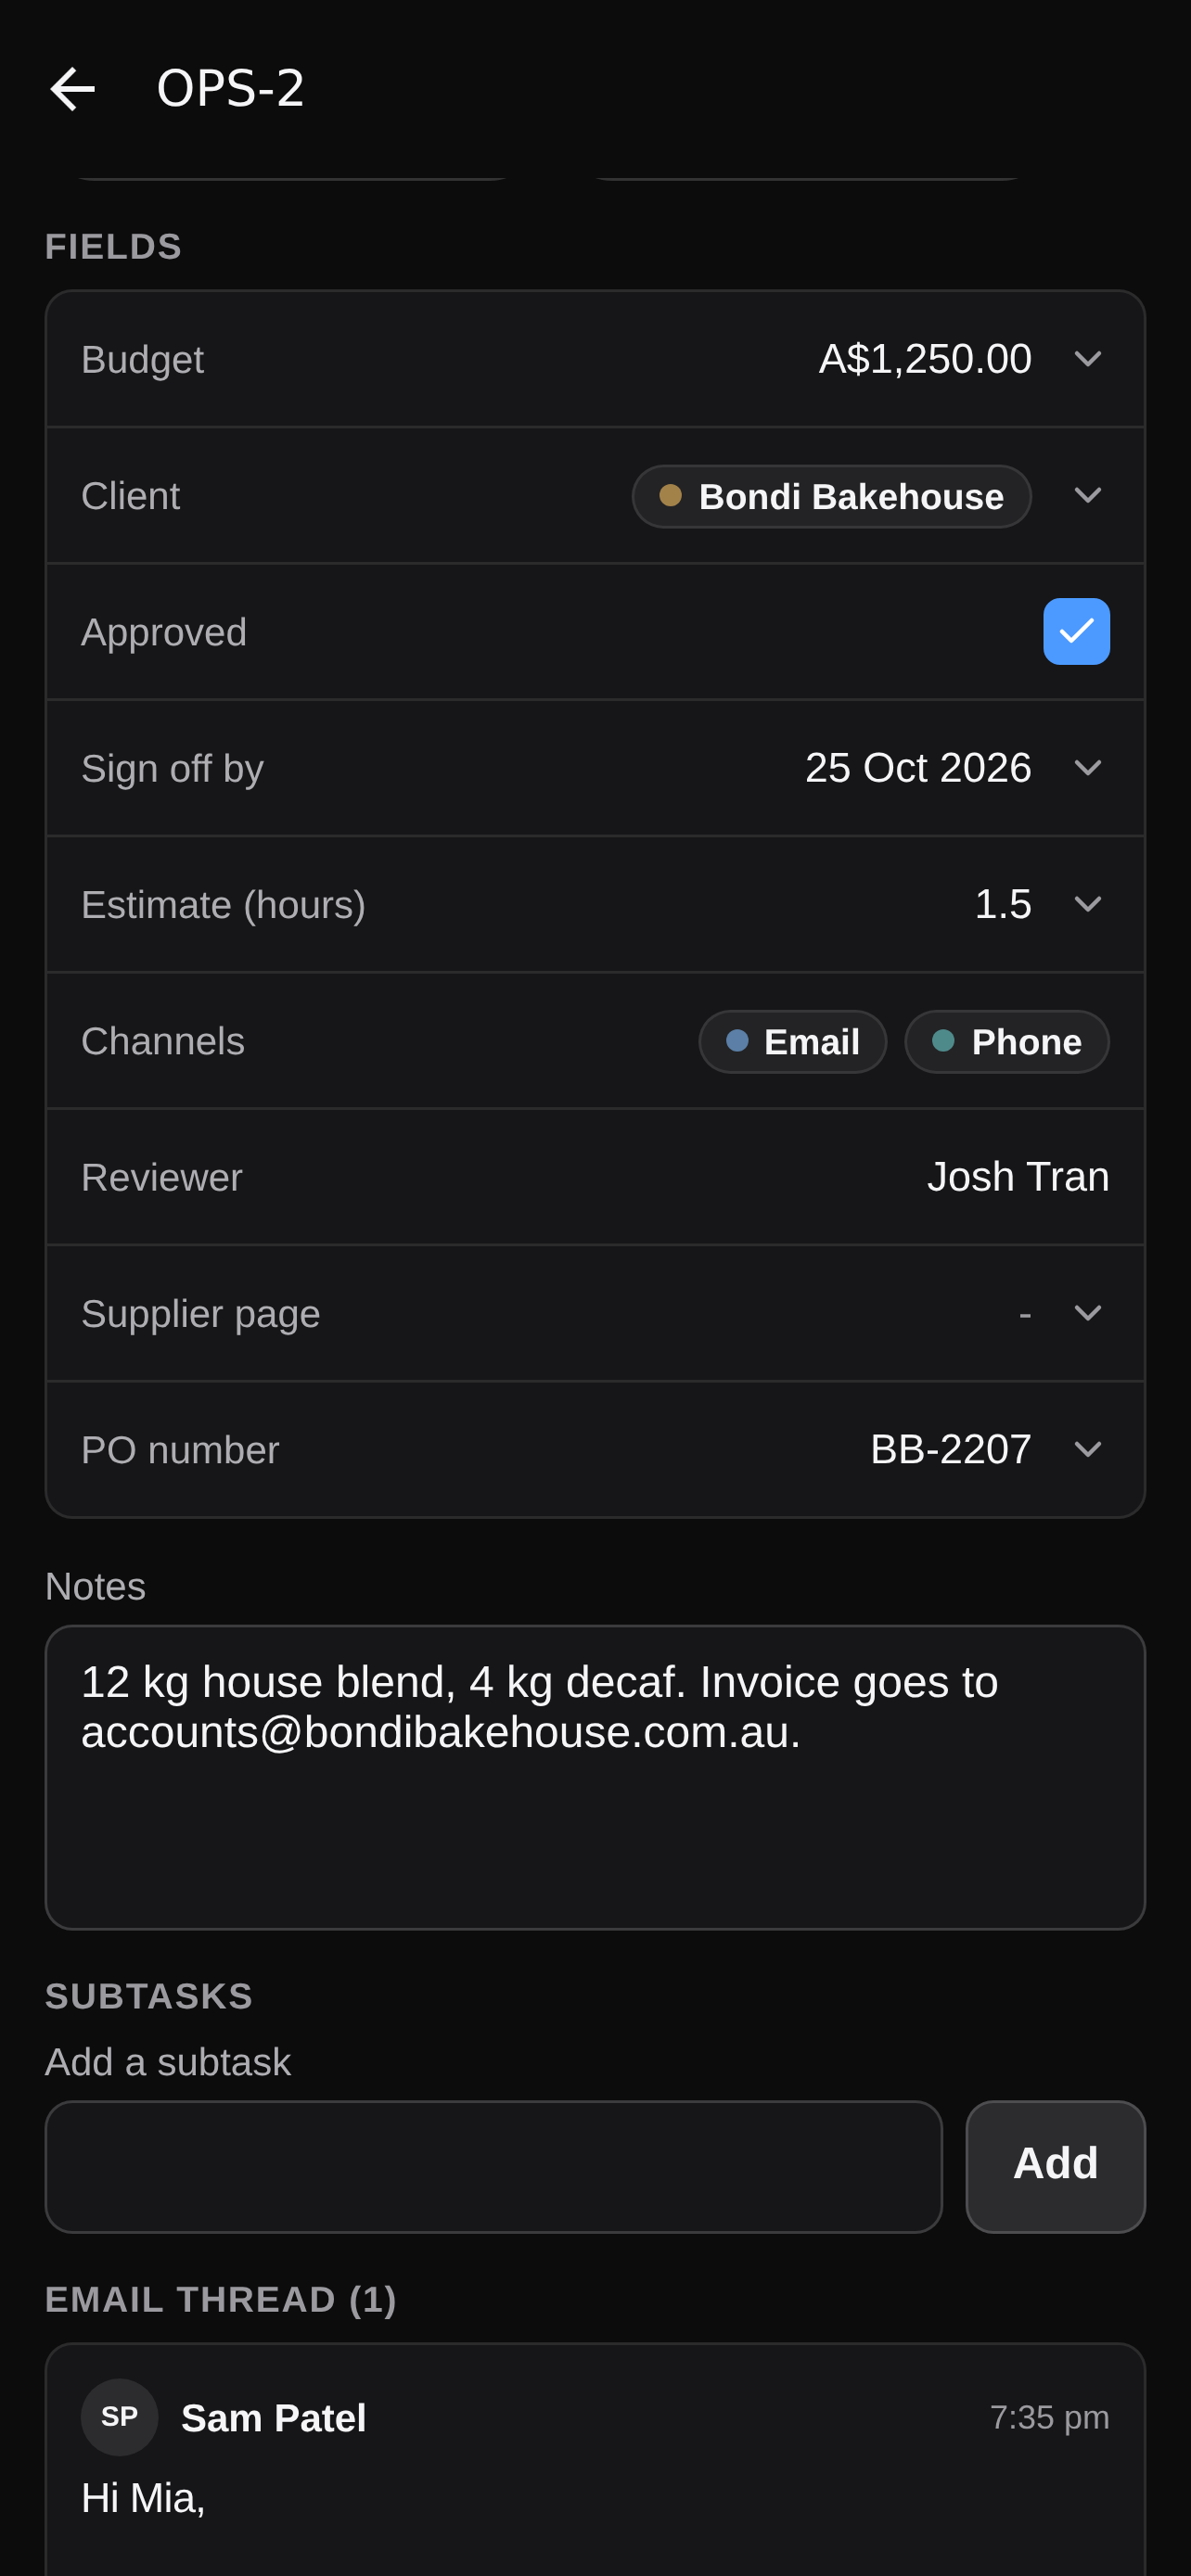 OPS-2
FIELDS
Budget A$1,250.00
Client Bondi Bakehouse
Approved
Sign off by 25 Oct 2026
Estimate (hours) 1.5
Channels Email Phone
Reviewer Josh Tran
Supplier page -
PO number BB-2207
Notes
12 kg house blend, 4 kg decaf. Invoice goes to
accounts@bondibakehouse.com.au.
SUBTASKS
Add a subtask
Add
EMAIL THREAD (1)
SP Sam Patel 7:35 pm
Hi Mia,